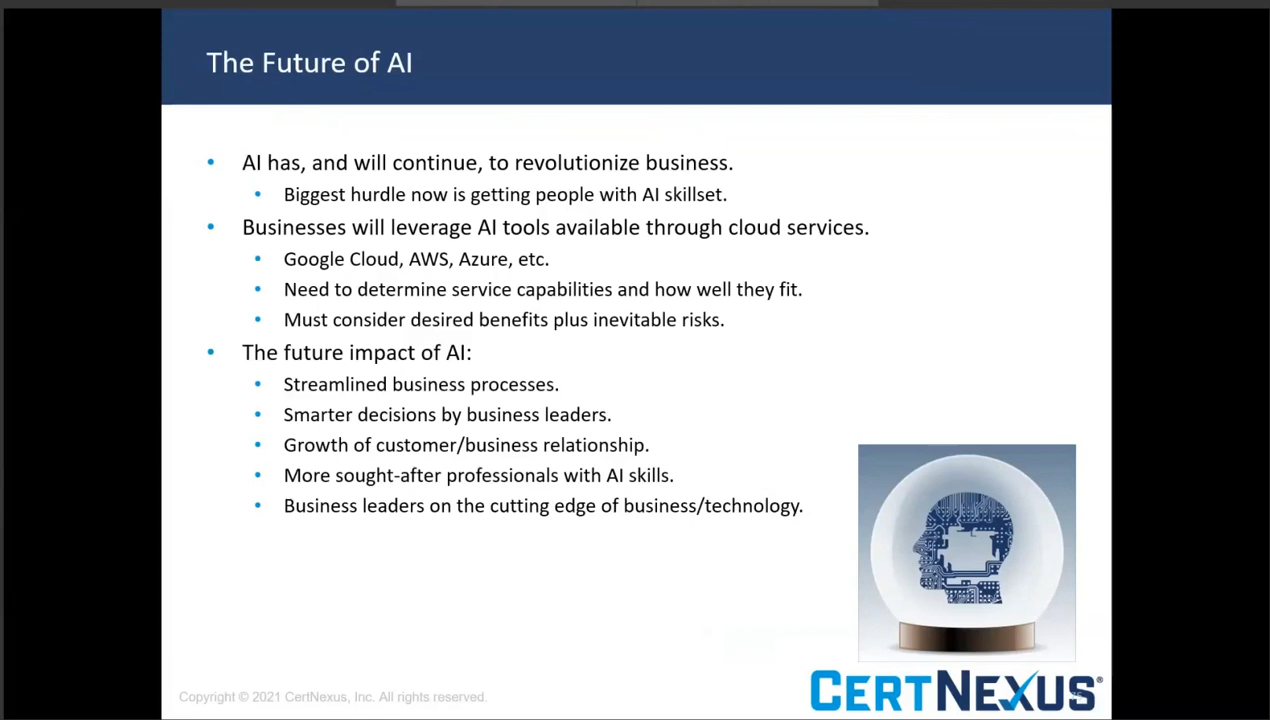 The Future of AI
• AI has, and will continue, to revolutionize business.
• Biggest hurdle now is getting people with AI skillset.
• Businesses will leverage AI tools available through cloud services.
• Google Cloud, AWS, Azure, etc.
• Need to determine service capabilities and how well they fit.
• Must consider desired benefits plus inevitable risks.
• The future impact of AI:
• Streamlined business processes.
• Smarter decisions by business leaders.
• Growth of customer/business relationship.
• More sought-after professionals with AI skills.
• Business leaders on the cutting edge of business/technology.
Copyright © 2021 CertNexus, Inc. All rights reserved.
CERTNEXUS®